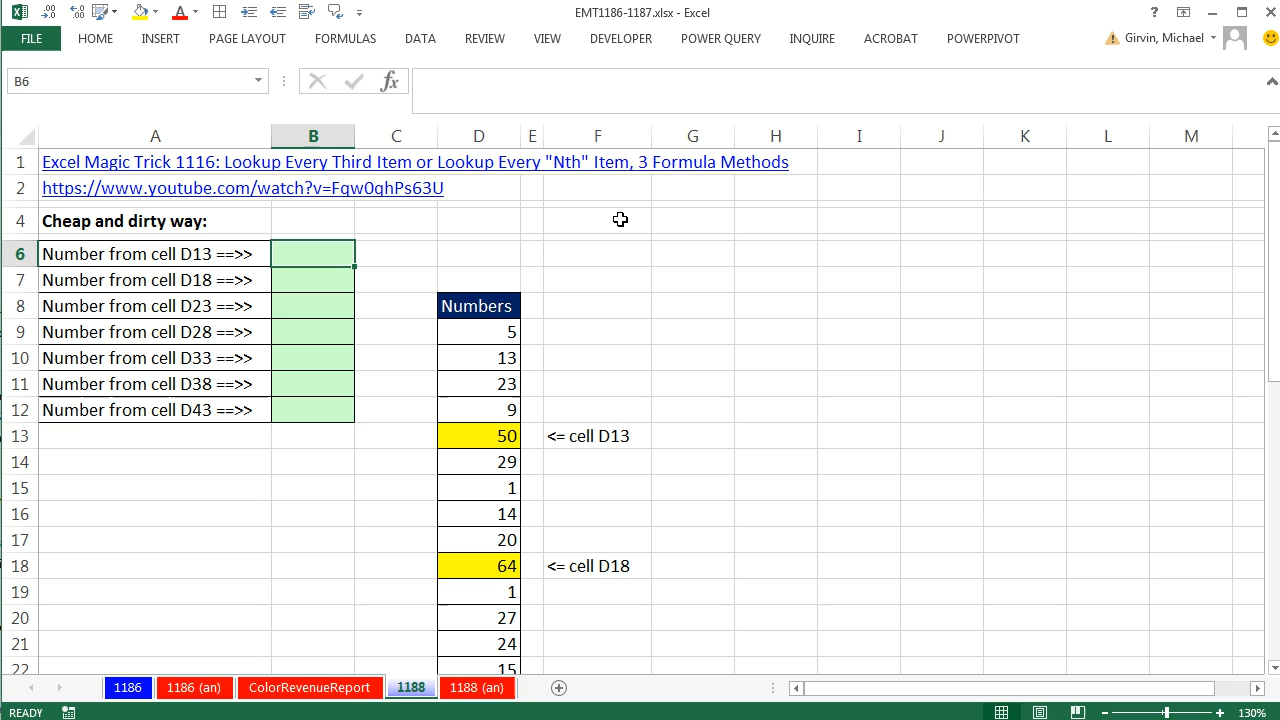 EMT1186-1187.xlsx - Excel
FILE HOME INSERT PAGE LAYOUT FORMULAS DATA REVIEW VIEW DEVELOPER POWER QUERY INQUIRE ACROBAT POWERPIVOT Girvin, Michael
B6 fx
A B C D E F G H I J K L M
1 Excel Magic Trick 1116: Lookup Every Third Item or Lookup Every "Nth" Item, 3 Formula Methods
2 https://www.youtube.com/watch?v=Fqw0qhPs63U
4 Cheap and dirty way:
6 Number from cell D13 ==>>
7 Number from cell D18 ==>>
8 Number from cell D23 ==>> Numbers
9 Number from cell D28 ==>> 5
10 Number from cell D33 ==>> 13
11 Number from cell D38 ==>> 23
12 Number from cell D43 ==>> 9
13 50 <= cell D13
14 29
15 1
16 14
17 20
18 64 <= cell D18
19 1
20 27
21 24
22 15
1186 1186 (an) ColorRevenueReport 1188 1188 (an)
READY 130%